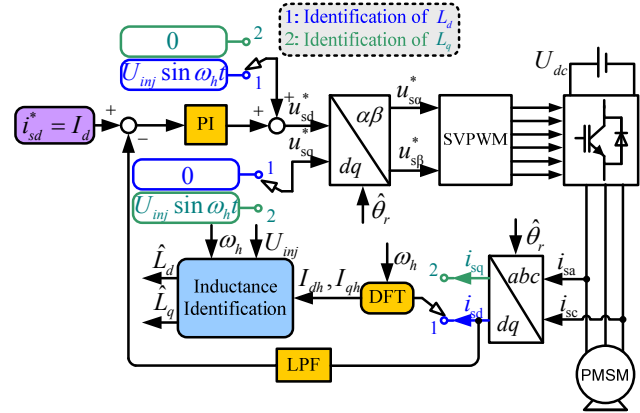 1: Identification of L_d
2: Identification of L_q
0
2
U_inj sin ω_h t
1
U_dc
i*_sd = I_d
+
−
PI
+
+
u*_sd
u*_sq
αβ
dq
θ̂_r
u*_sα
u*_sβ
SVPWM
0
1
U_inj sin ω_h t
2
ω_h
U_inj
L̂_d
L̂_q
Inductance
Identification
I_dh, I_qh
ω_h
DFT
2
1
i_sq
i_sd
θ̂_r
abc
dq
i_sa
i_sc
LPF
PMSM